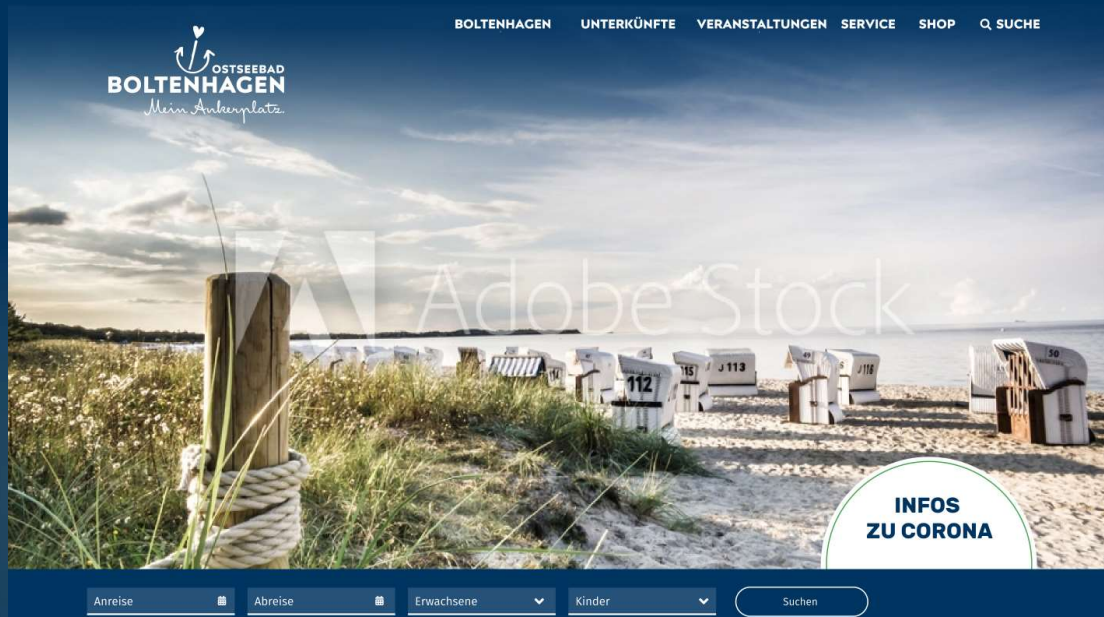 BOLTENHAGEN UNTERKÜNFTE VERANSTALTUNGEN SERVICE SHOP SUCHE
OSTSEEBAD
BOLTENHAGEN
Mein Ankerplatz.
Adobe Stock
49
50
J 113
J 116
112
INFOS
ZU CORONA
Anreise Abreise Erwachsene Kinder Suchen